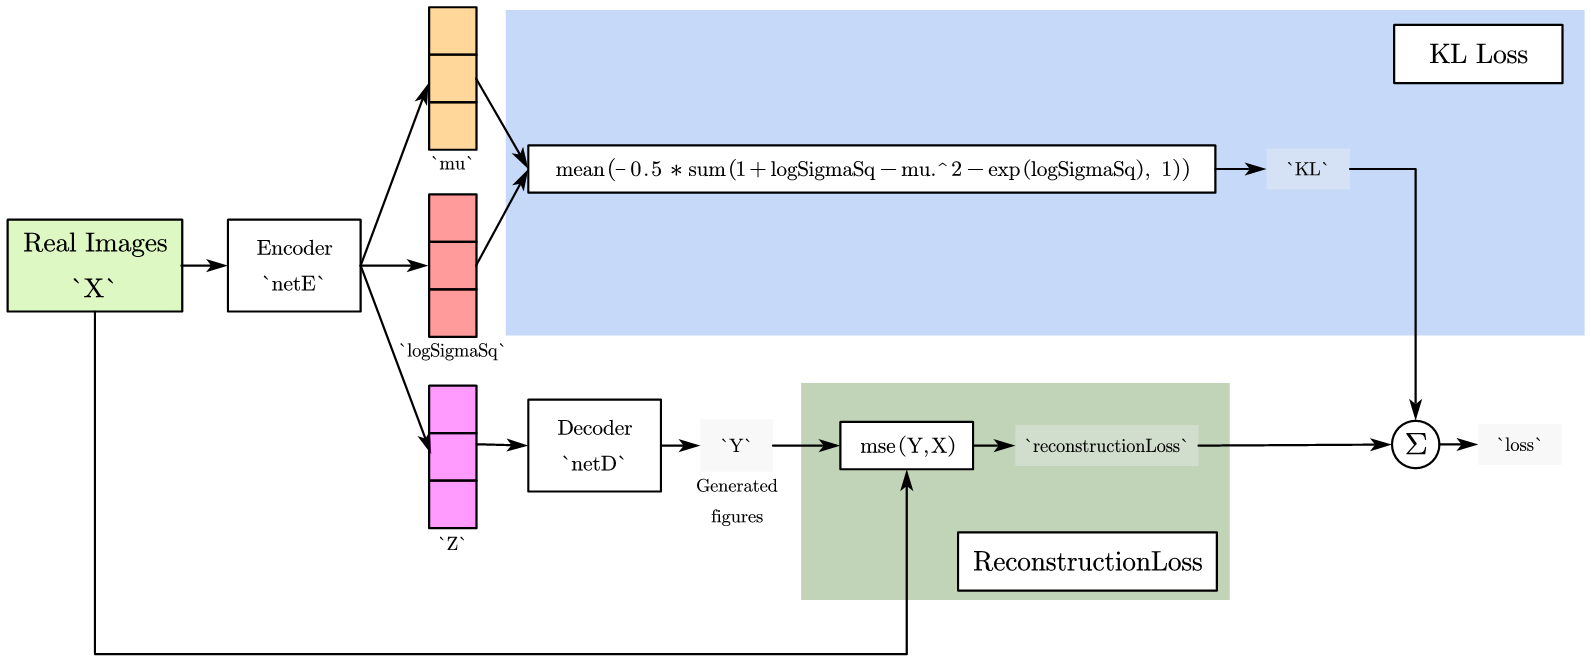 KL Loss
`mu`
mean(-0.5 * sum(1+logSigmaSq-mu.^2-exp(logSigmaSq), 1))
`KL`
Real Images
`X`
Encoder
`netE`
`logSigmaSq`
Decoder
`netD`
`Y`
Generated
figures
mse(Y,X)
`reconstructionLoss`
Σ
`loss`
`Z`
ReconstructionLoss